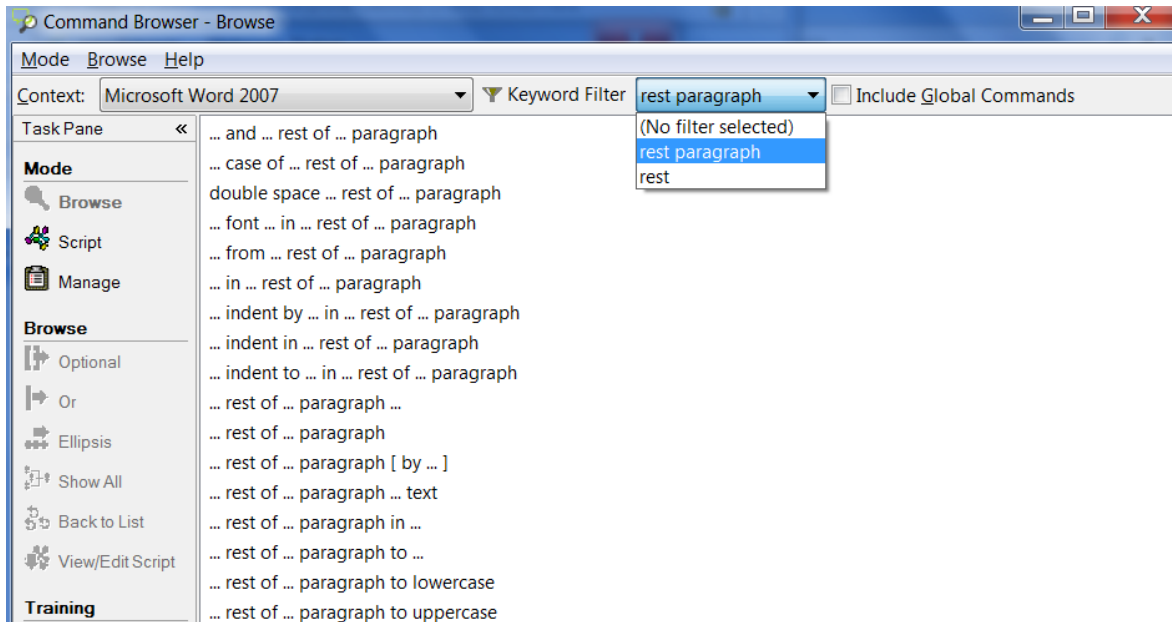 Command Browser - Browse
Mode Browse Help
Context: Microsoft Word 2007 Keyword Filter rest paragraph Include Global Commands
(No filter selected)
rest paragraph
rest
Task Pane «
Mode
Browse
Script
Manage
Browse
Optional
Or
Ellipsis
Show All
Back to List
View/Edit Script
Training
... and ... rest of ... paragraph
... case of ... rest of ... paragraph
double space ... rest of ... paragraph
... font ... in ... rest of ... paragraph
... from ... rest of ... paragraph
... in ... rest of ... paragraph
... indent by ... in ... rest of ... paragraph
... indent in ... rest of ... paragraph
... indent to ... in ... rest of ... paragraph
... rest of ... paragraph ...
... rest of ... paragraph
... rest of ... paragraph [ by ... ]
... rest of ... paragraph ... text
... rest of ... paragraph in ...
... rest of ... paragraph to ...
... rest of ... paragraph to lowercase
... rest of ... paragraph to uppercase